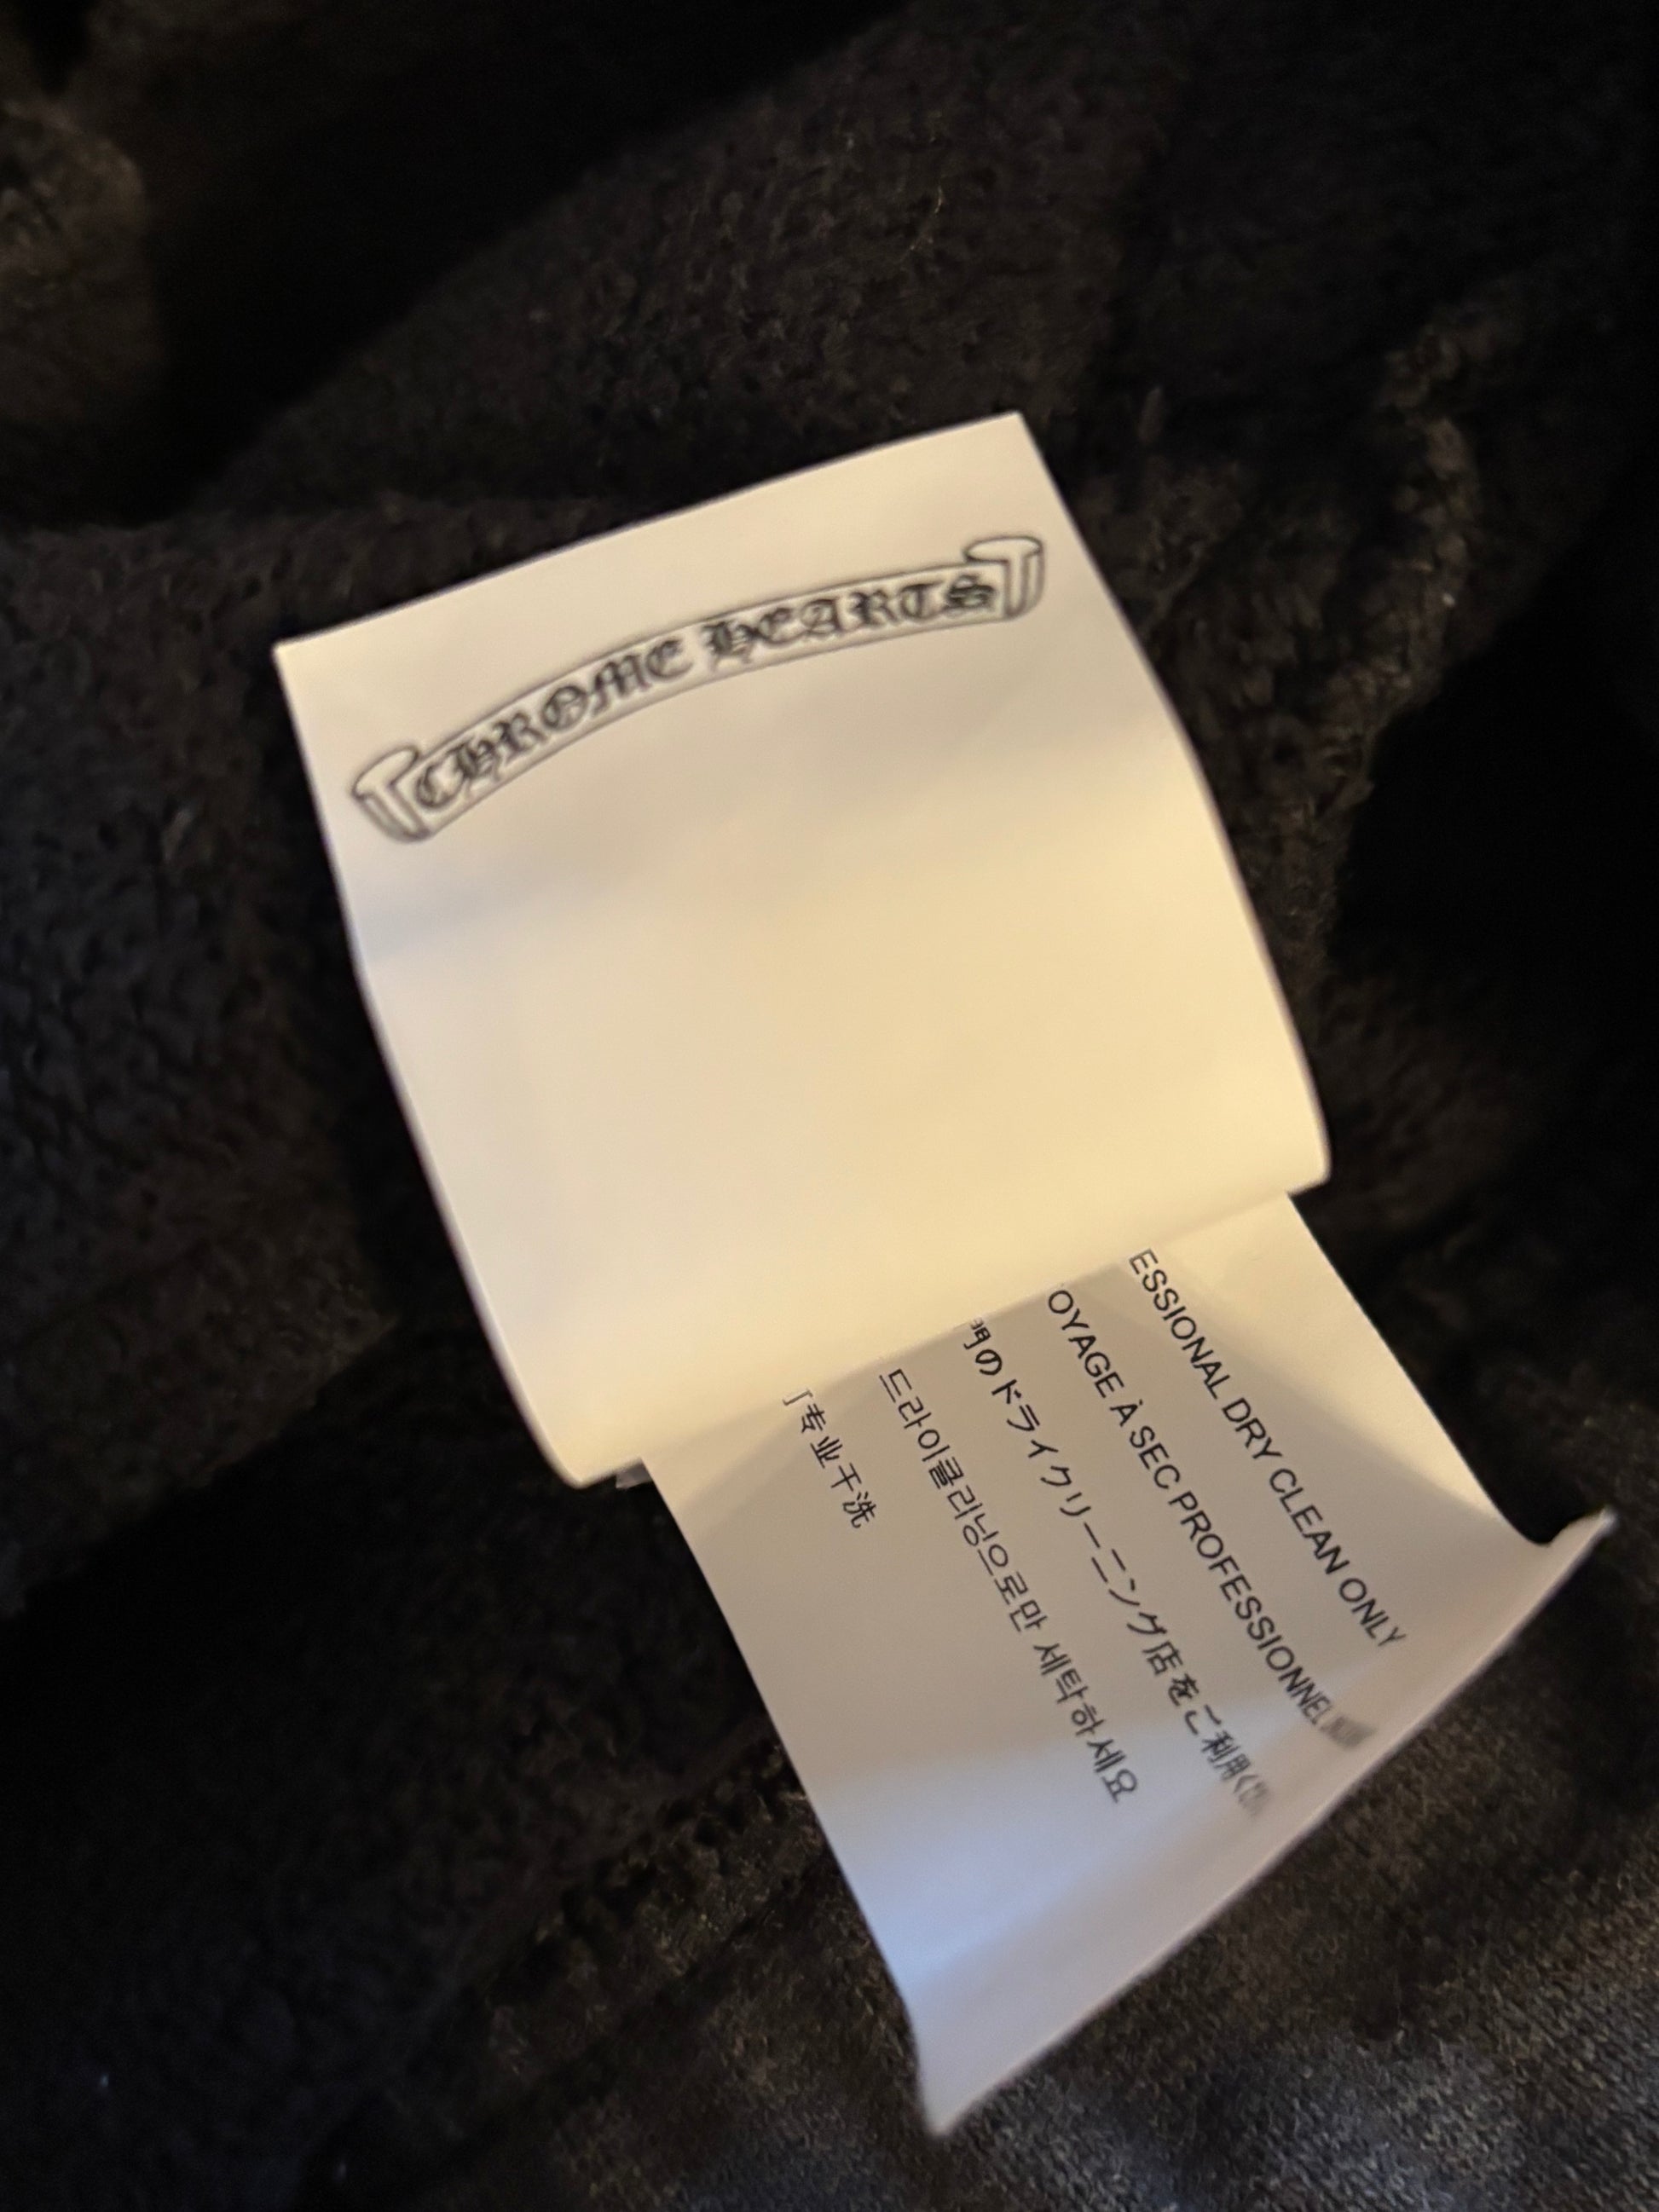 CHROME HEARTS
ESSIONAL DRY CLEAN ONLY
OYAGE À SEC PROFESSIONNEL
のドライクリーニング店をご利用く
드라이클리닝으로만 세탁하세요
专业干洗